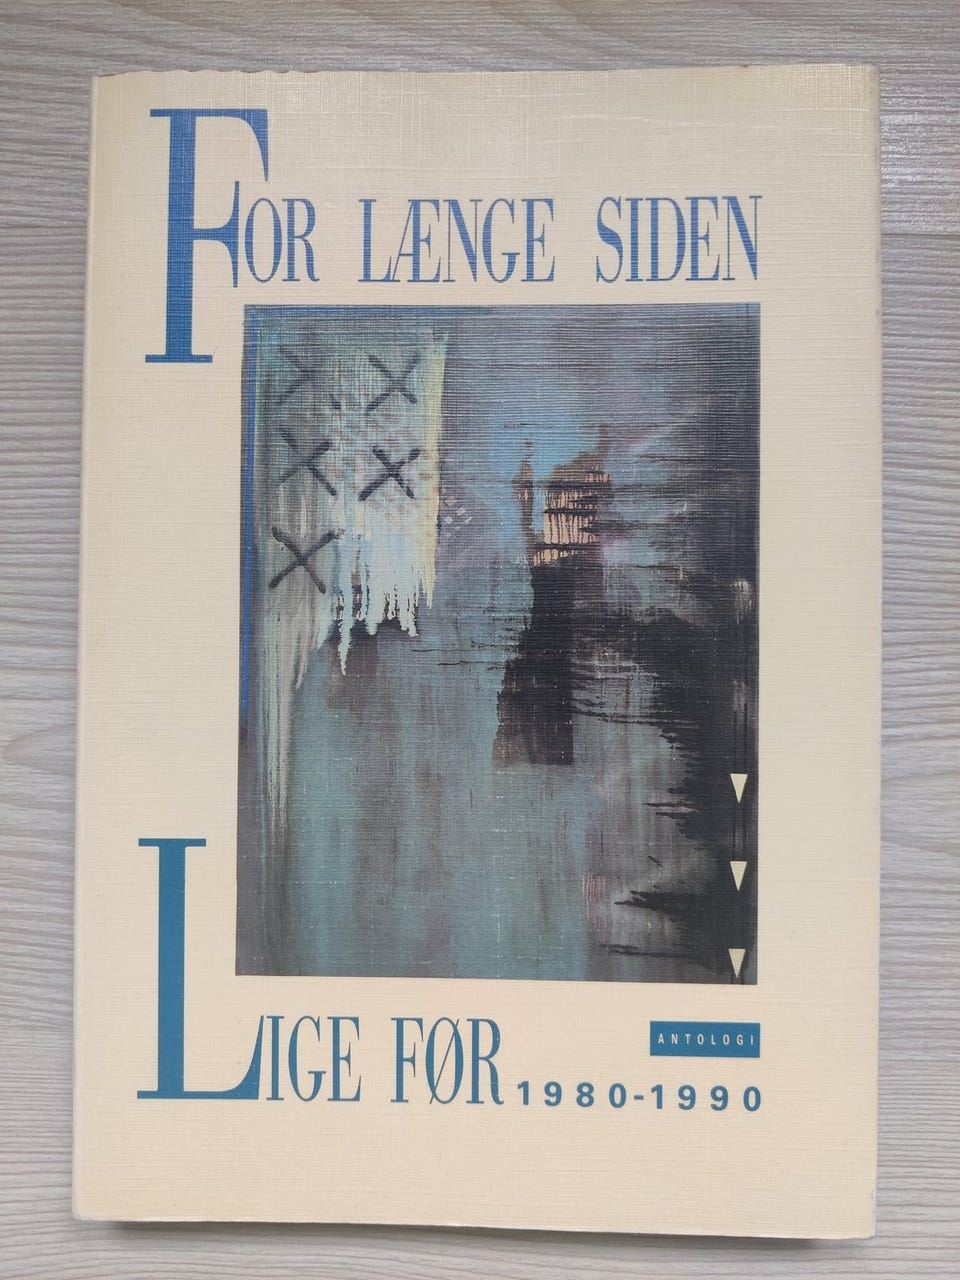 FOR LÆNGE SIDEN
LIGE FØR 1980-1990
ANTOLOGI